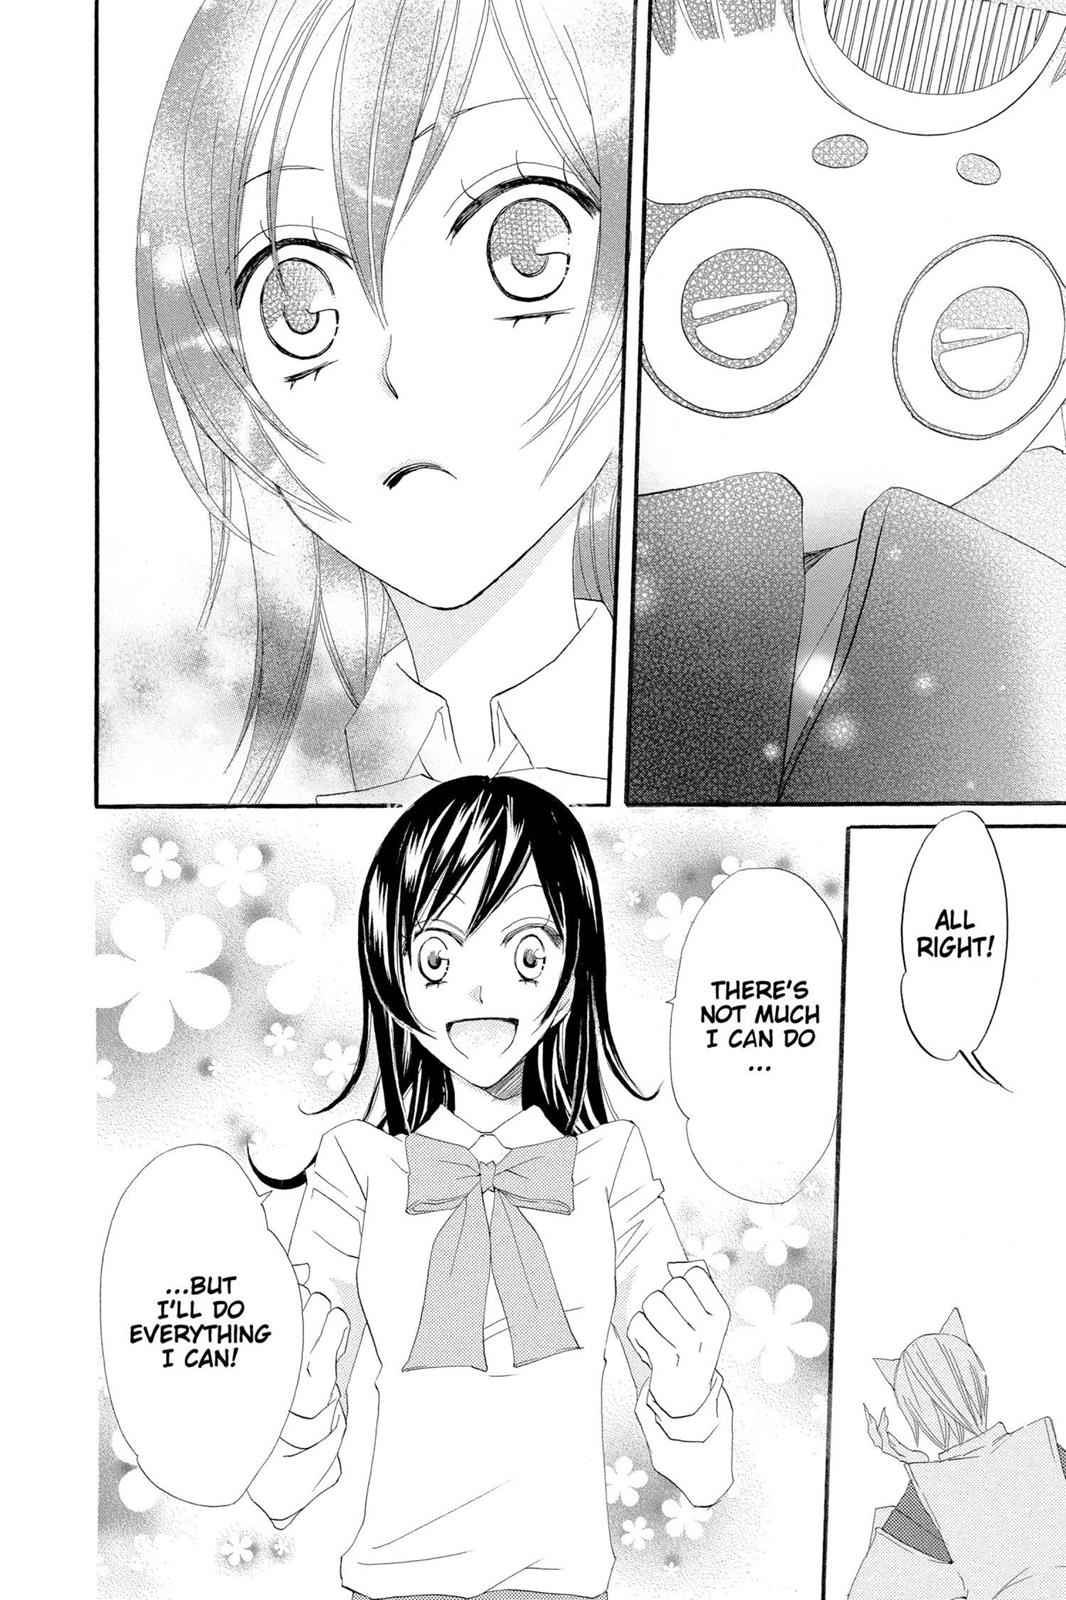 ALL
RIGHT!
THERE'S
NOT MUCH
I CAN DO
...
...BUT
I'LL DO
EVERYTHING
I CAN!